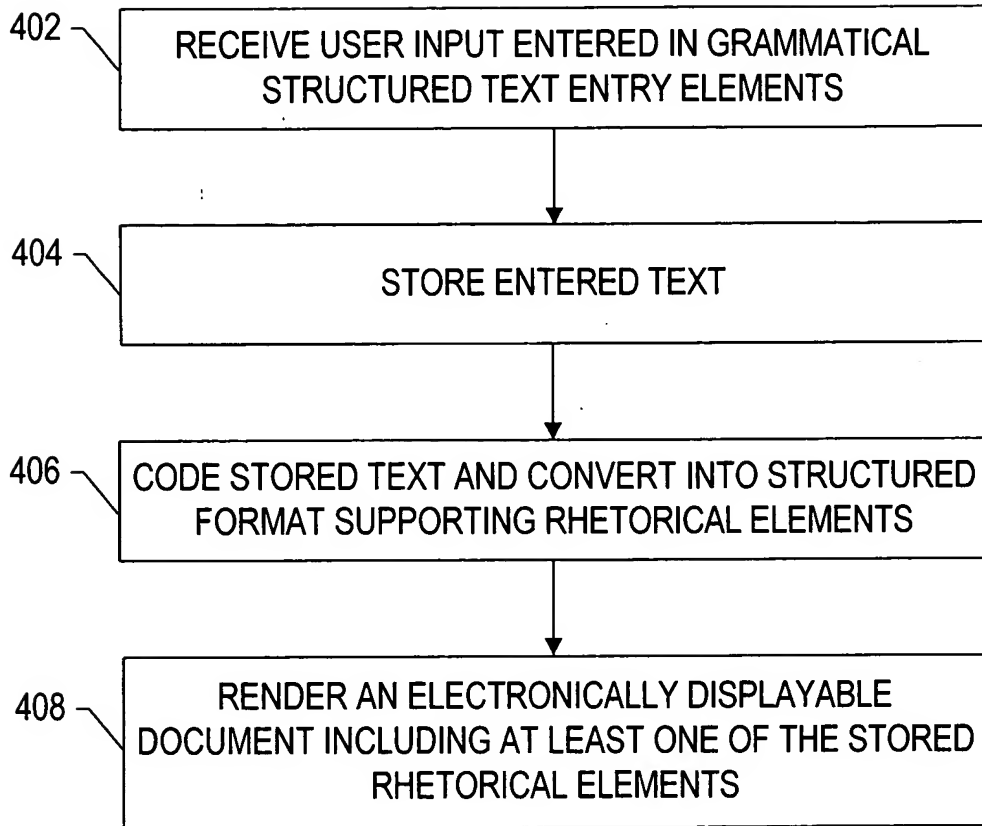 402
RECEIVE USER INPUT ENTERED IN GRAMMATICAL
STRUCTURED TEXT ENTRY ELEMENTS
404
STORE ENTERED TEXT
406
CODE STORED TEXT AND CONVERT INTO STRUCTURED
FORMAT SUPPORTING RHETORICAL ELEMENTS
408
RENDER AN ELECTRONICALLY DISPLAYABLE
DOCUMENT INCLUDING AT LEAST ONE OF THE STORED
RHETORICAL ELEMENTS